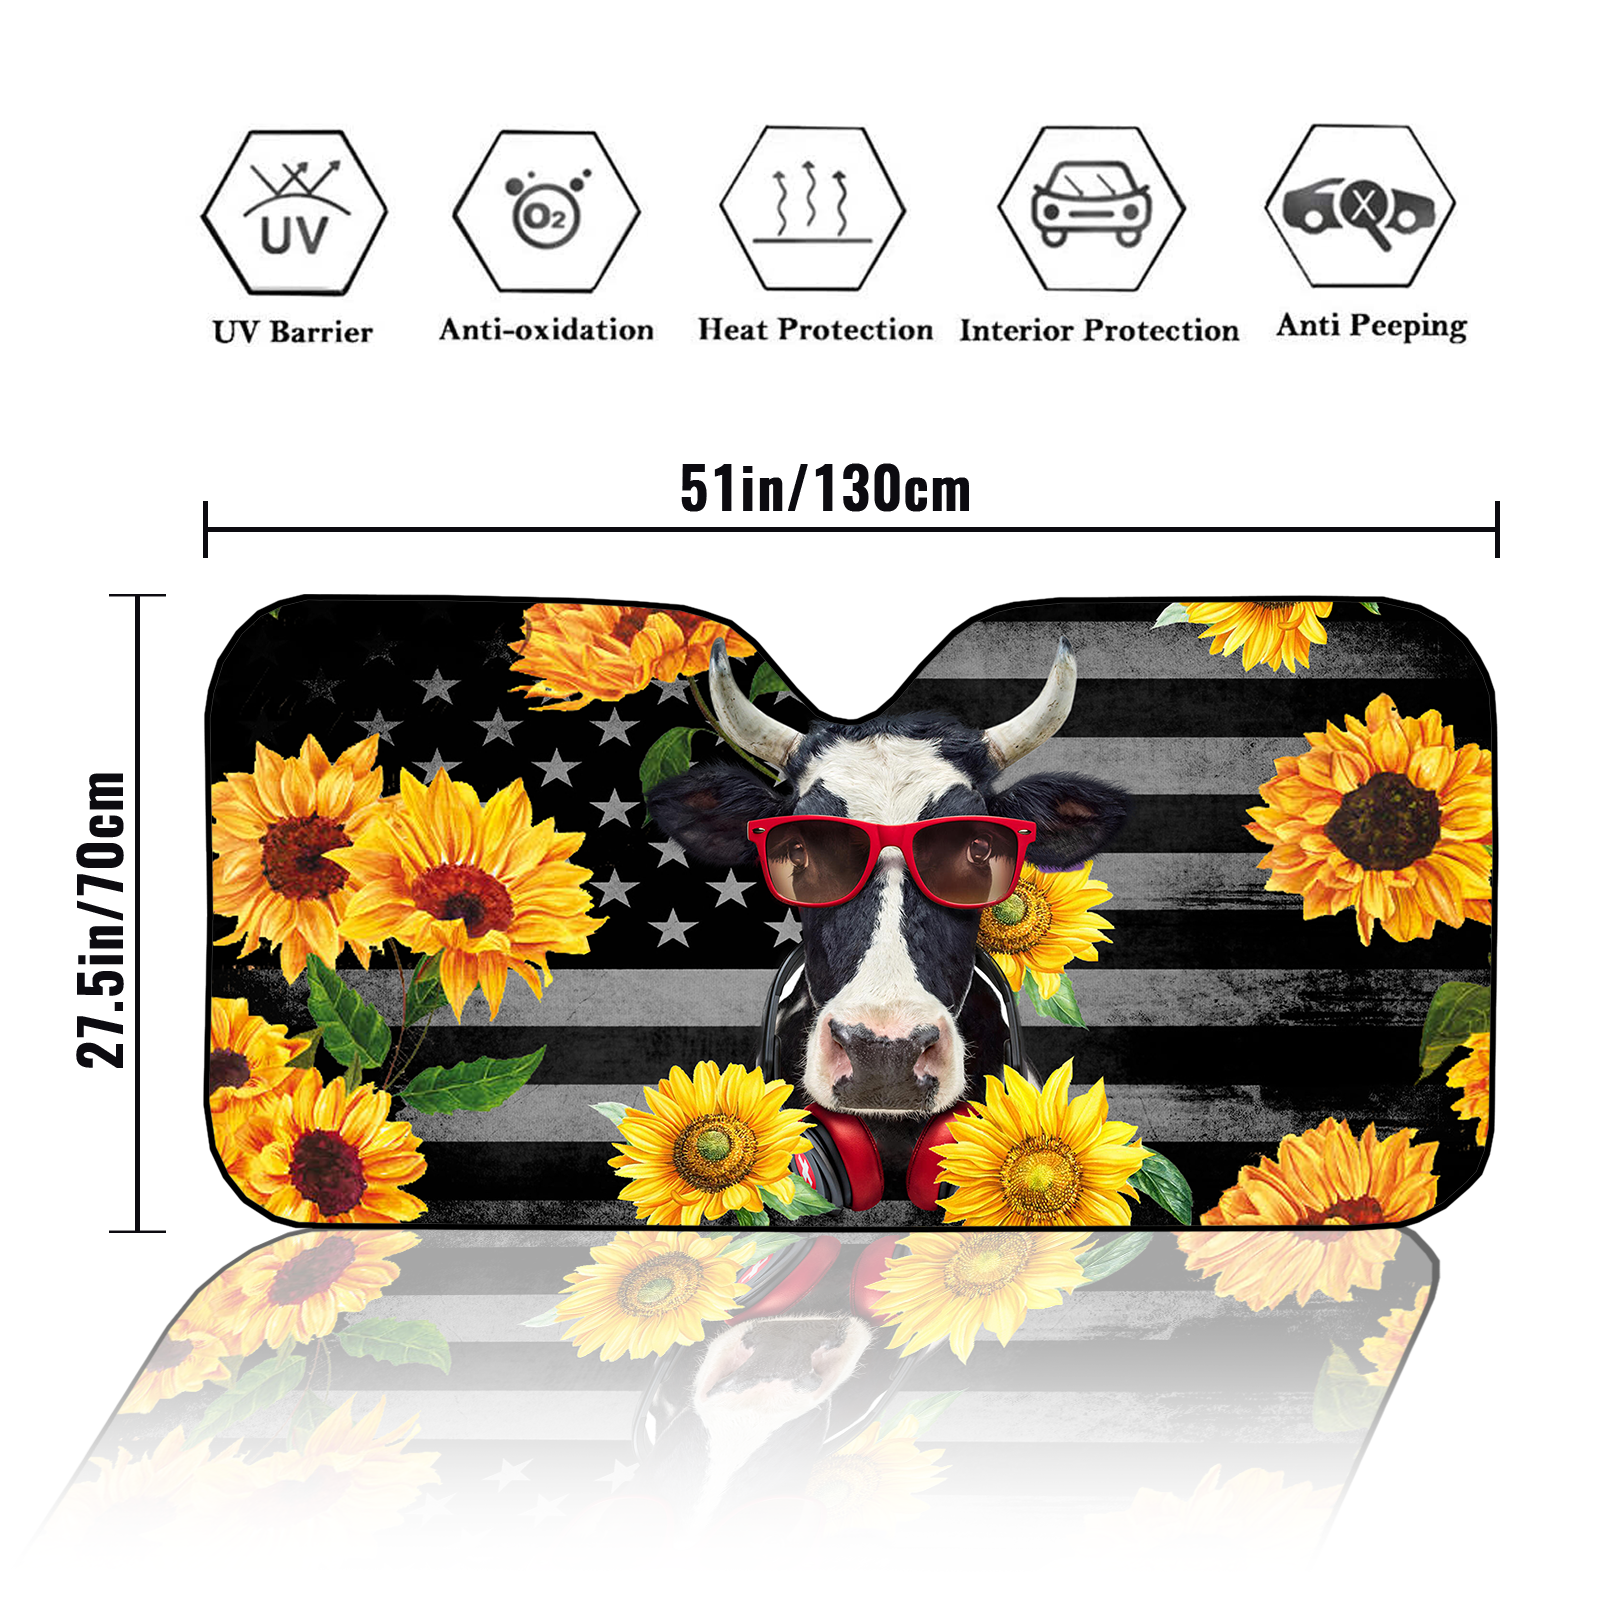 UV
O2
X
UV Barrier
Anti-oxidation
Heat Protection
Interior Protection
Anti Peeping
51in/130cm
27.5in/70cm